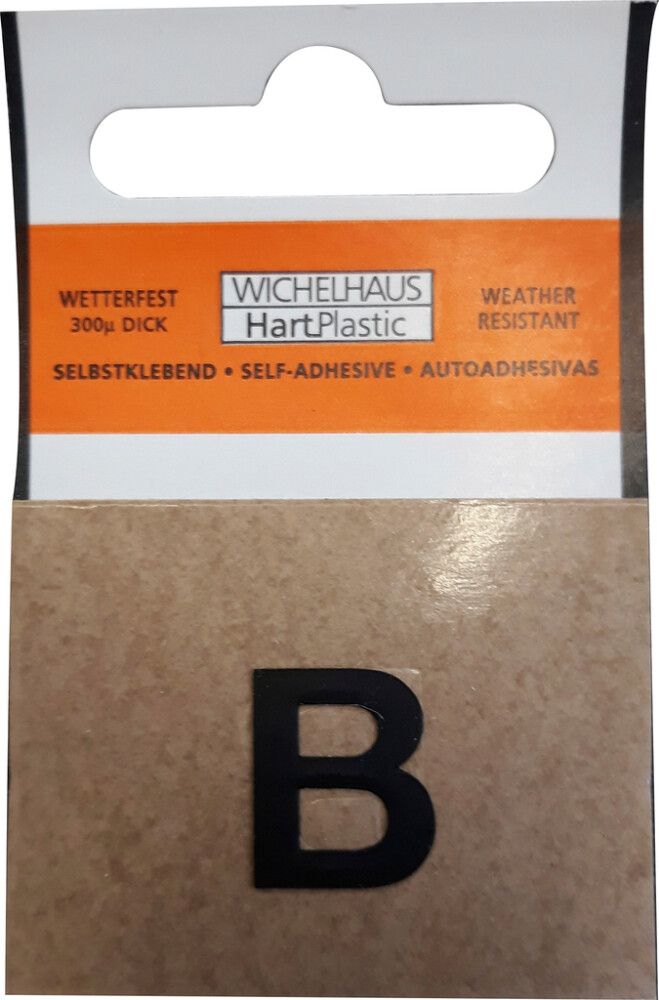 WETTERFEST
300µ DICK
WICHELHAUS
HartPlastic
WEATHER
RESISTANT
SELBSTKLEBEND • SELF-ADHESIVE • AUTOADHESIVAS
B